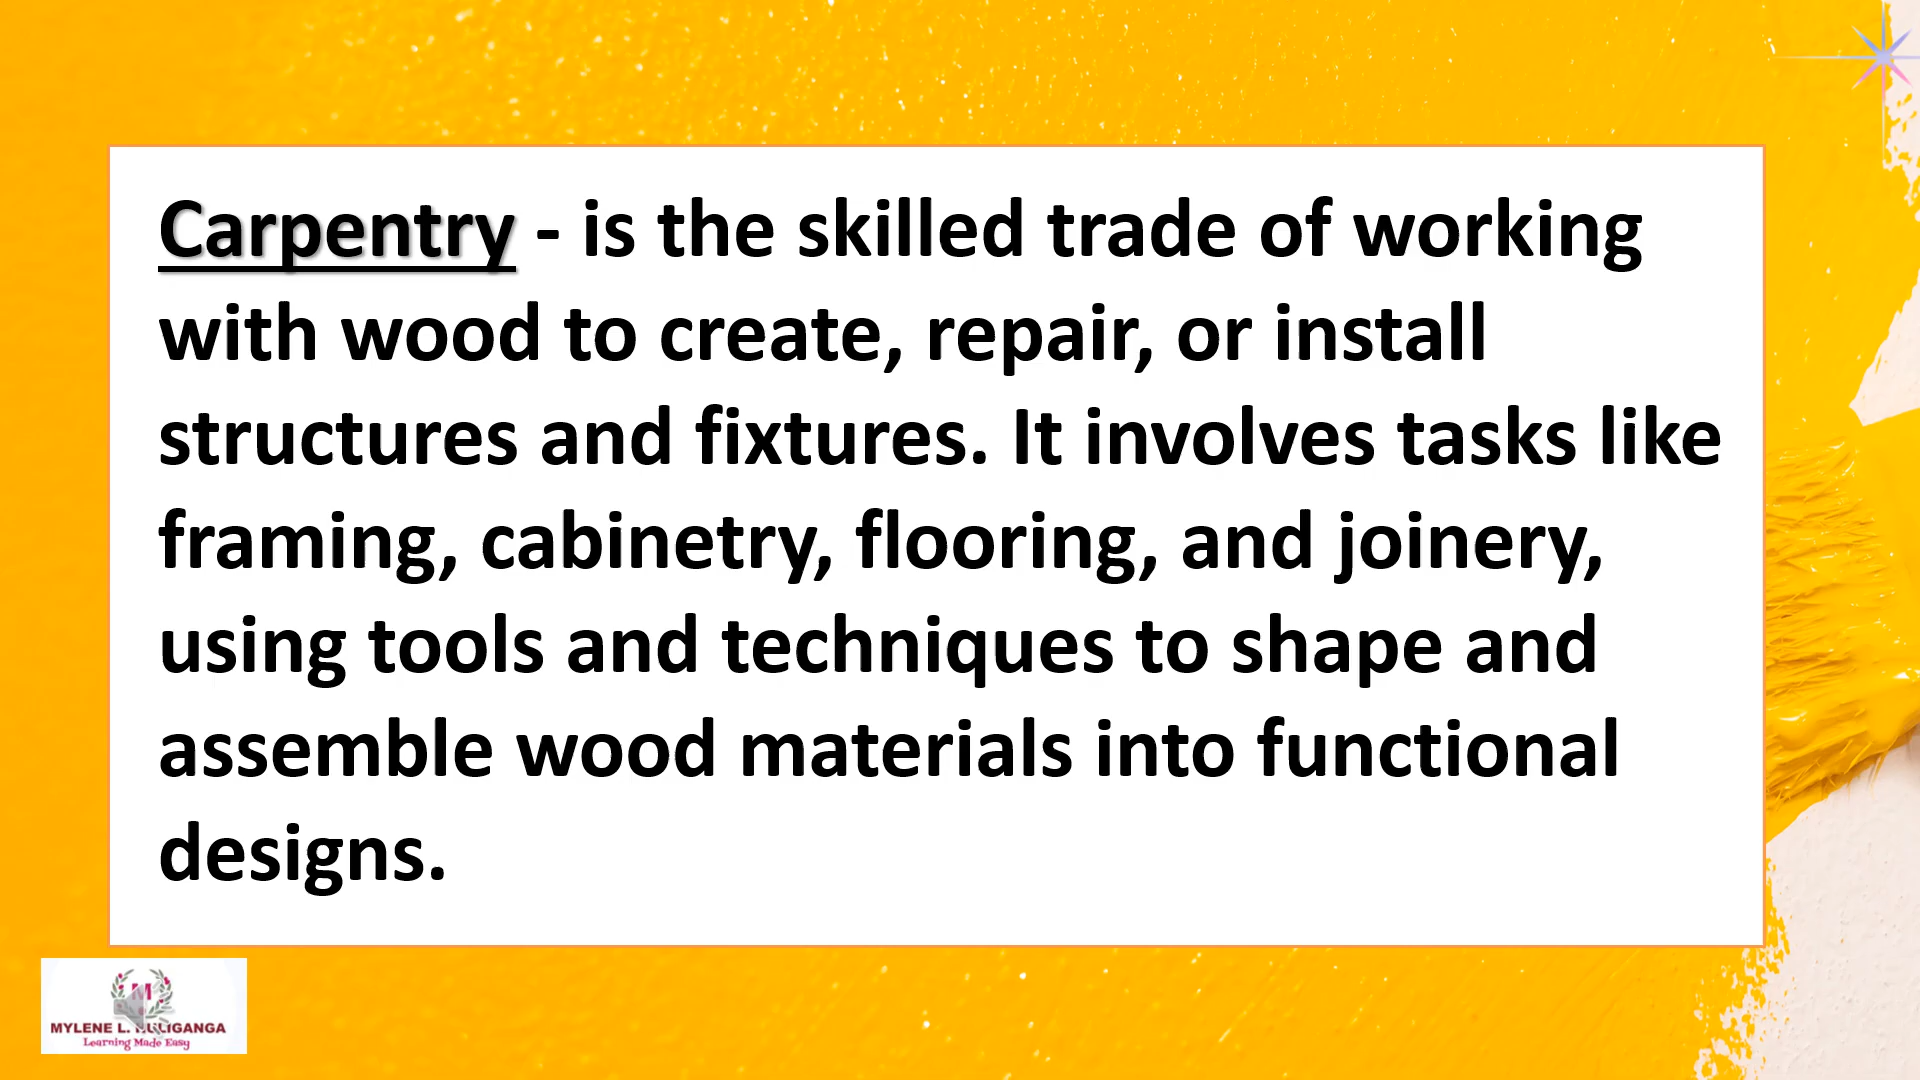 Carpentry - is the skilled trade of working
with wood to create, repair, or install
structures and fixtures. It involves tasks like
framing, cabinetry, flooring, and joinery,
using tools and techniques to shape and
assemble wood materials into functional
designs.
M
MYLENE L.
Learning Made Easy